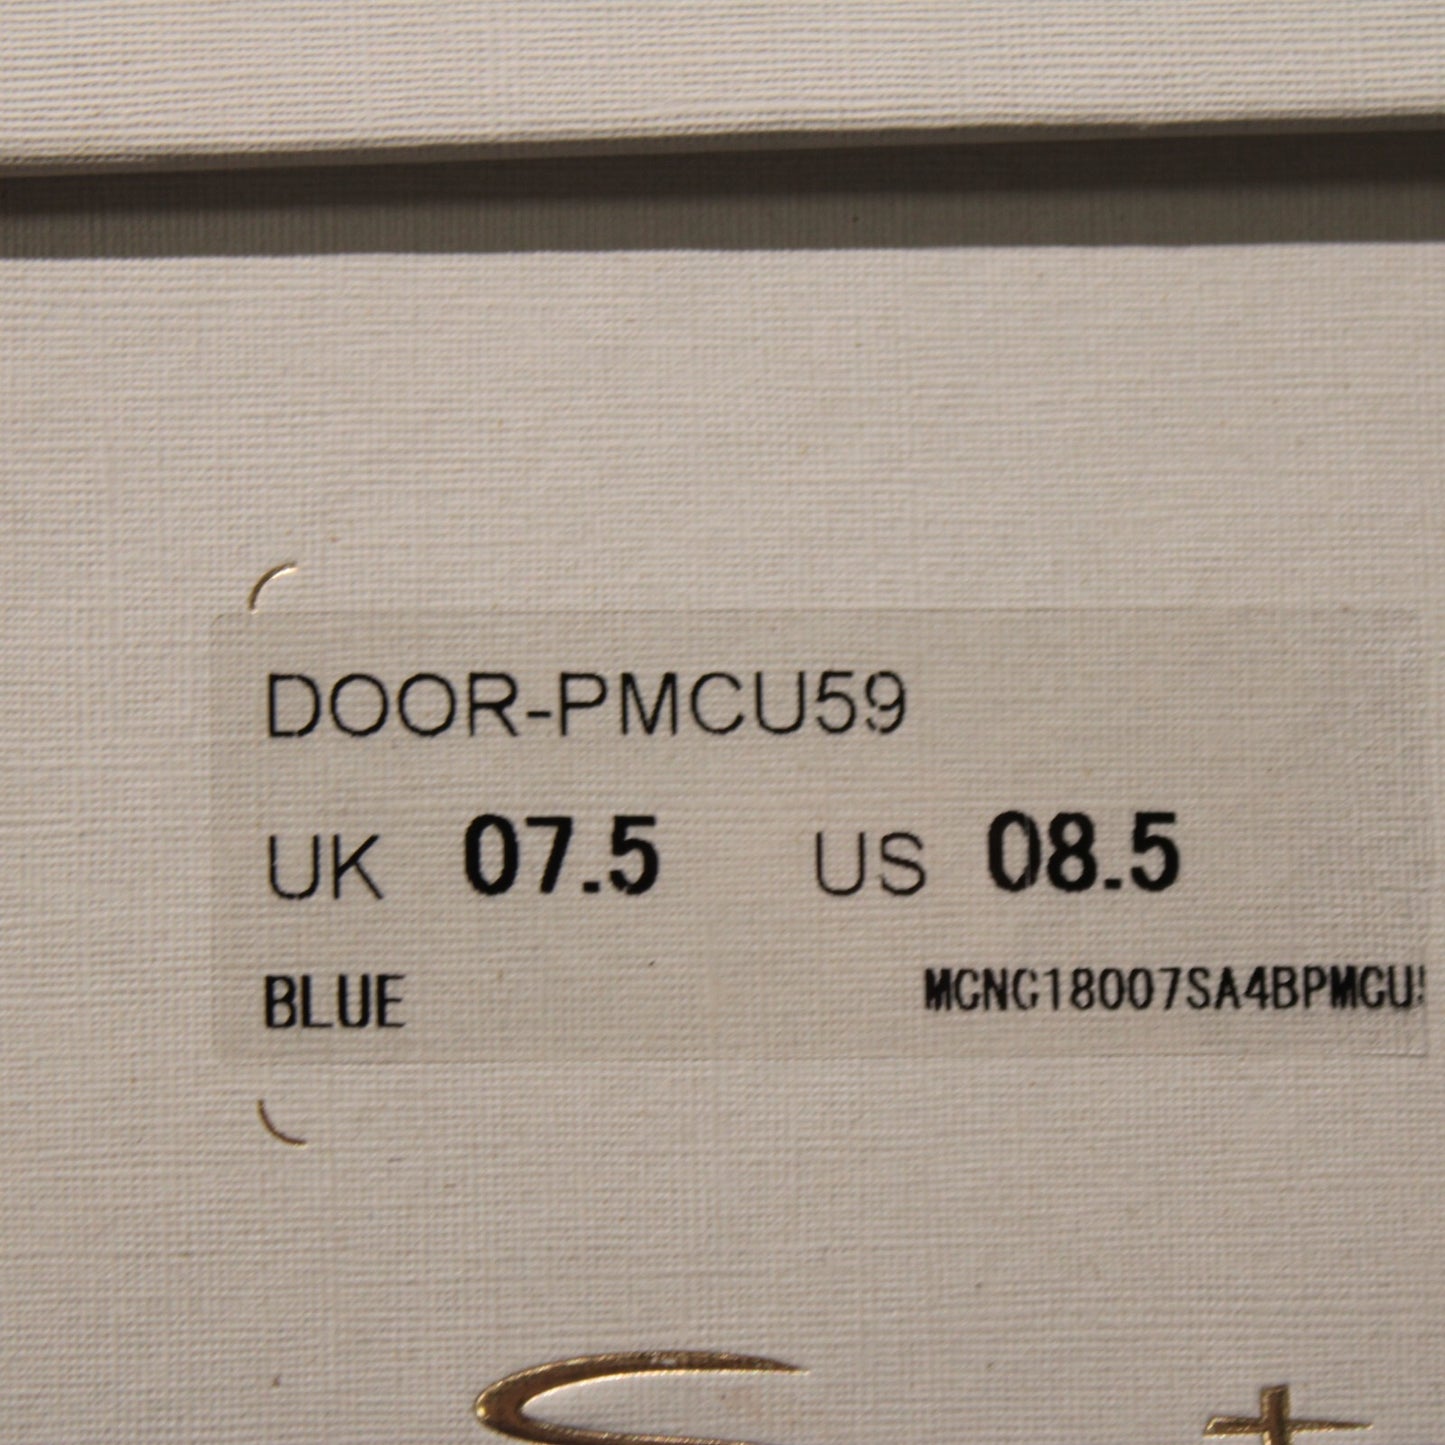 DOOR-PMCU59
UK 07.5 US 08.5
BLUE MCNC18007SA4BPMCU